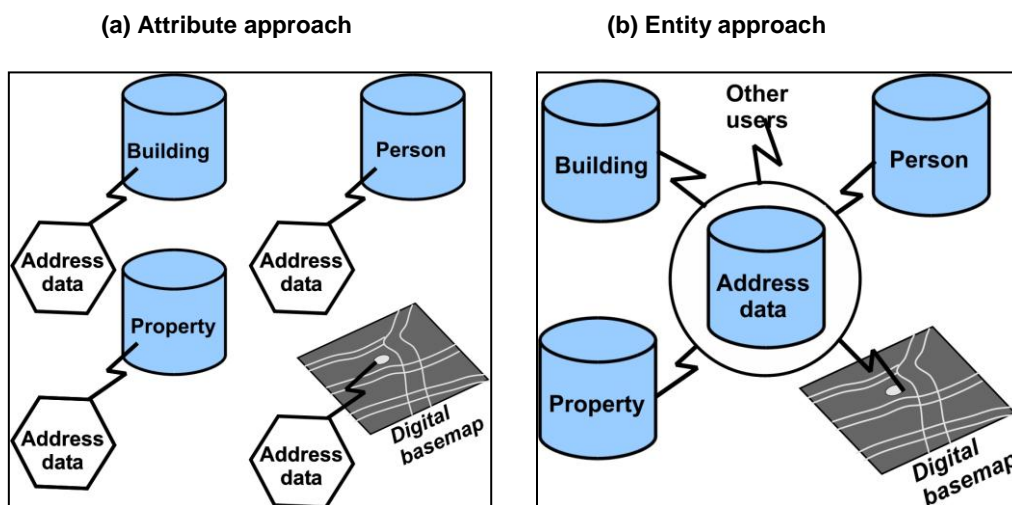 (a) Attribute approach
Building
Person
Address
data
Address
data
Property
Address
data
Address
data
Digital
basemap
(b) Entity approach
Other
users
Building
Person
Address
data
Property
Digital
basemap